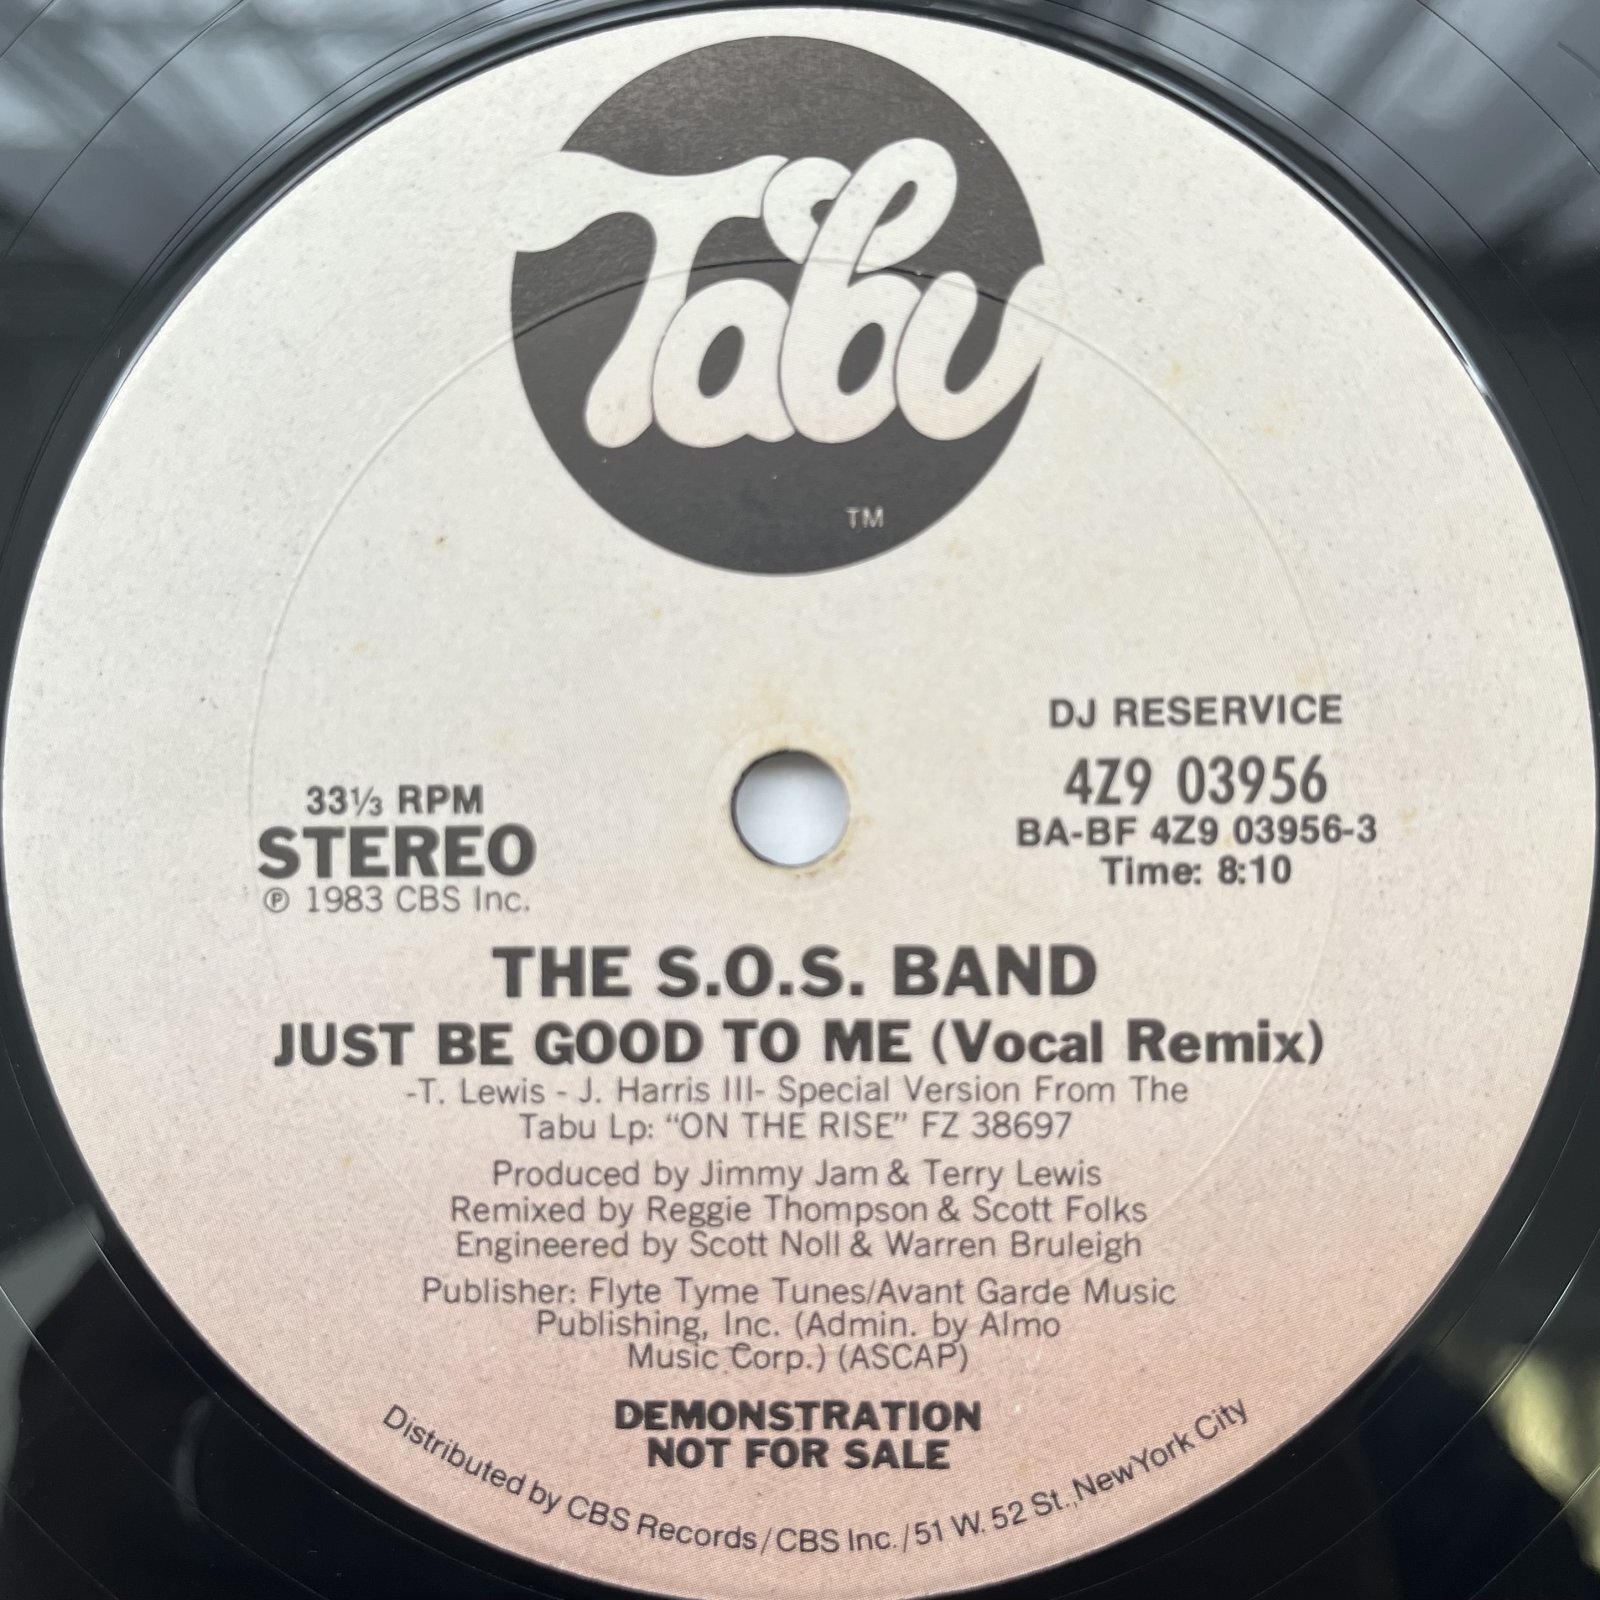 Tabu
TM
DJ RESERVICE
4Z9 03956
BA-BF 4Z9 03956-3
Time: 8:10
33⅓ RPM
STEREO
℗ 1983 CBS Inc.
THE S.O.S. BAND
JUST BE GOOD TO ME (Vocal Remix)
-T. Lewis - J. Harris III- Special Version From The
Tabu Lp: “ON THE RISE” FZ 38697
Produced by Jimmy Jam & Terry Lewis
Remixed by Reggie Thompson & Scott Folks
Engineered by Scott Noll & Warren Bruleigh
Publisher: Flyte Tyme Tunes/Avant Garde Music
Publishing, Inc. (Admin. by Almo
Music Corp.) (ASCAP)
DEMONSTRATION
NOT FOR SALE
Distributed by CBS Records/CBS Inc./51 W. 52 St., New York City